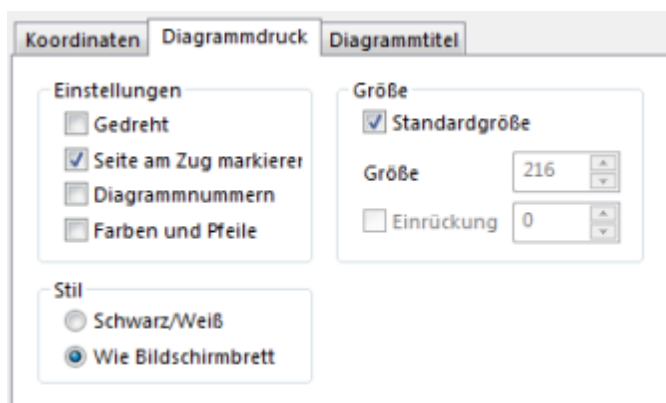 Koordinaten Diagrammdruck Diagrammtitel
Einstellungen
Gedreht
Seite am Zug markierer
Diagrammnummern
Farben und Pfeile
Größe
Standardgröße
Größe 216
Einrückung 0
Stil
Schwarz/Weiß
Wie Bildschirmbrett